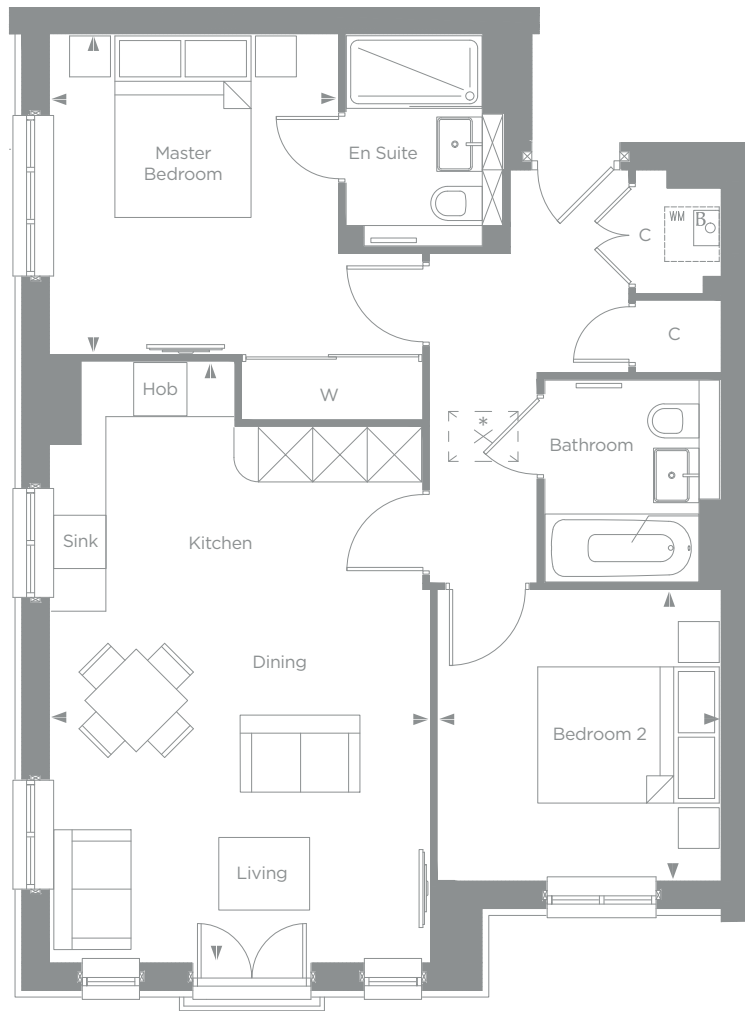 Master
Bedroom
En Suite
WM
B
C
C
Hob
W
*
Bathroom
Sink
Kitchen
Dining
Bedroom 2
Living